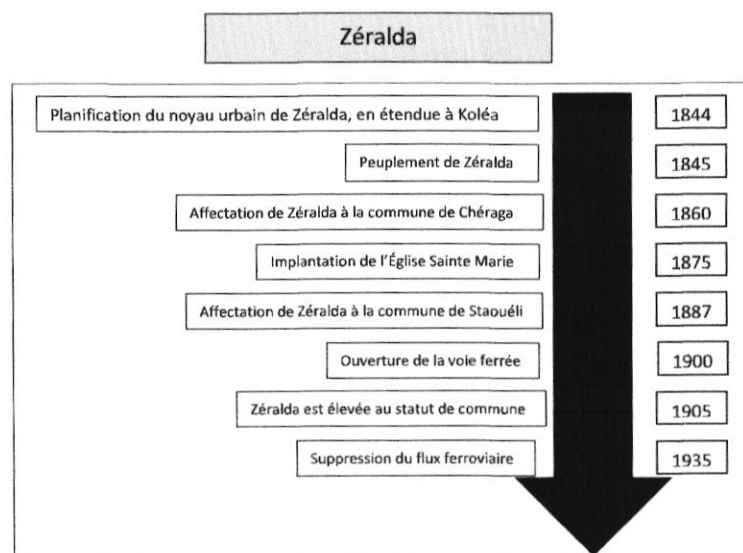 Zéralda
Planification du noyau urbain de Zéralda, en étendue à Koléa 1844
Peuplement de Zéralda 1845
Affectation de Zéralda à la commune de Chéraga 1860
Implantation de l'Église Sainte Marie 1875
Affectation de Zéralda à la commune de Staouéli 1887
Ouverture de la voie ferrée 1900
Zéralda est élevée au statut de commune 1905
Suppression du flux ferroviaire 1935